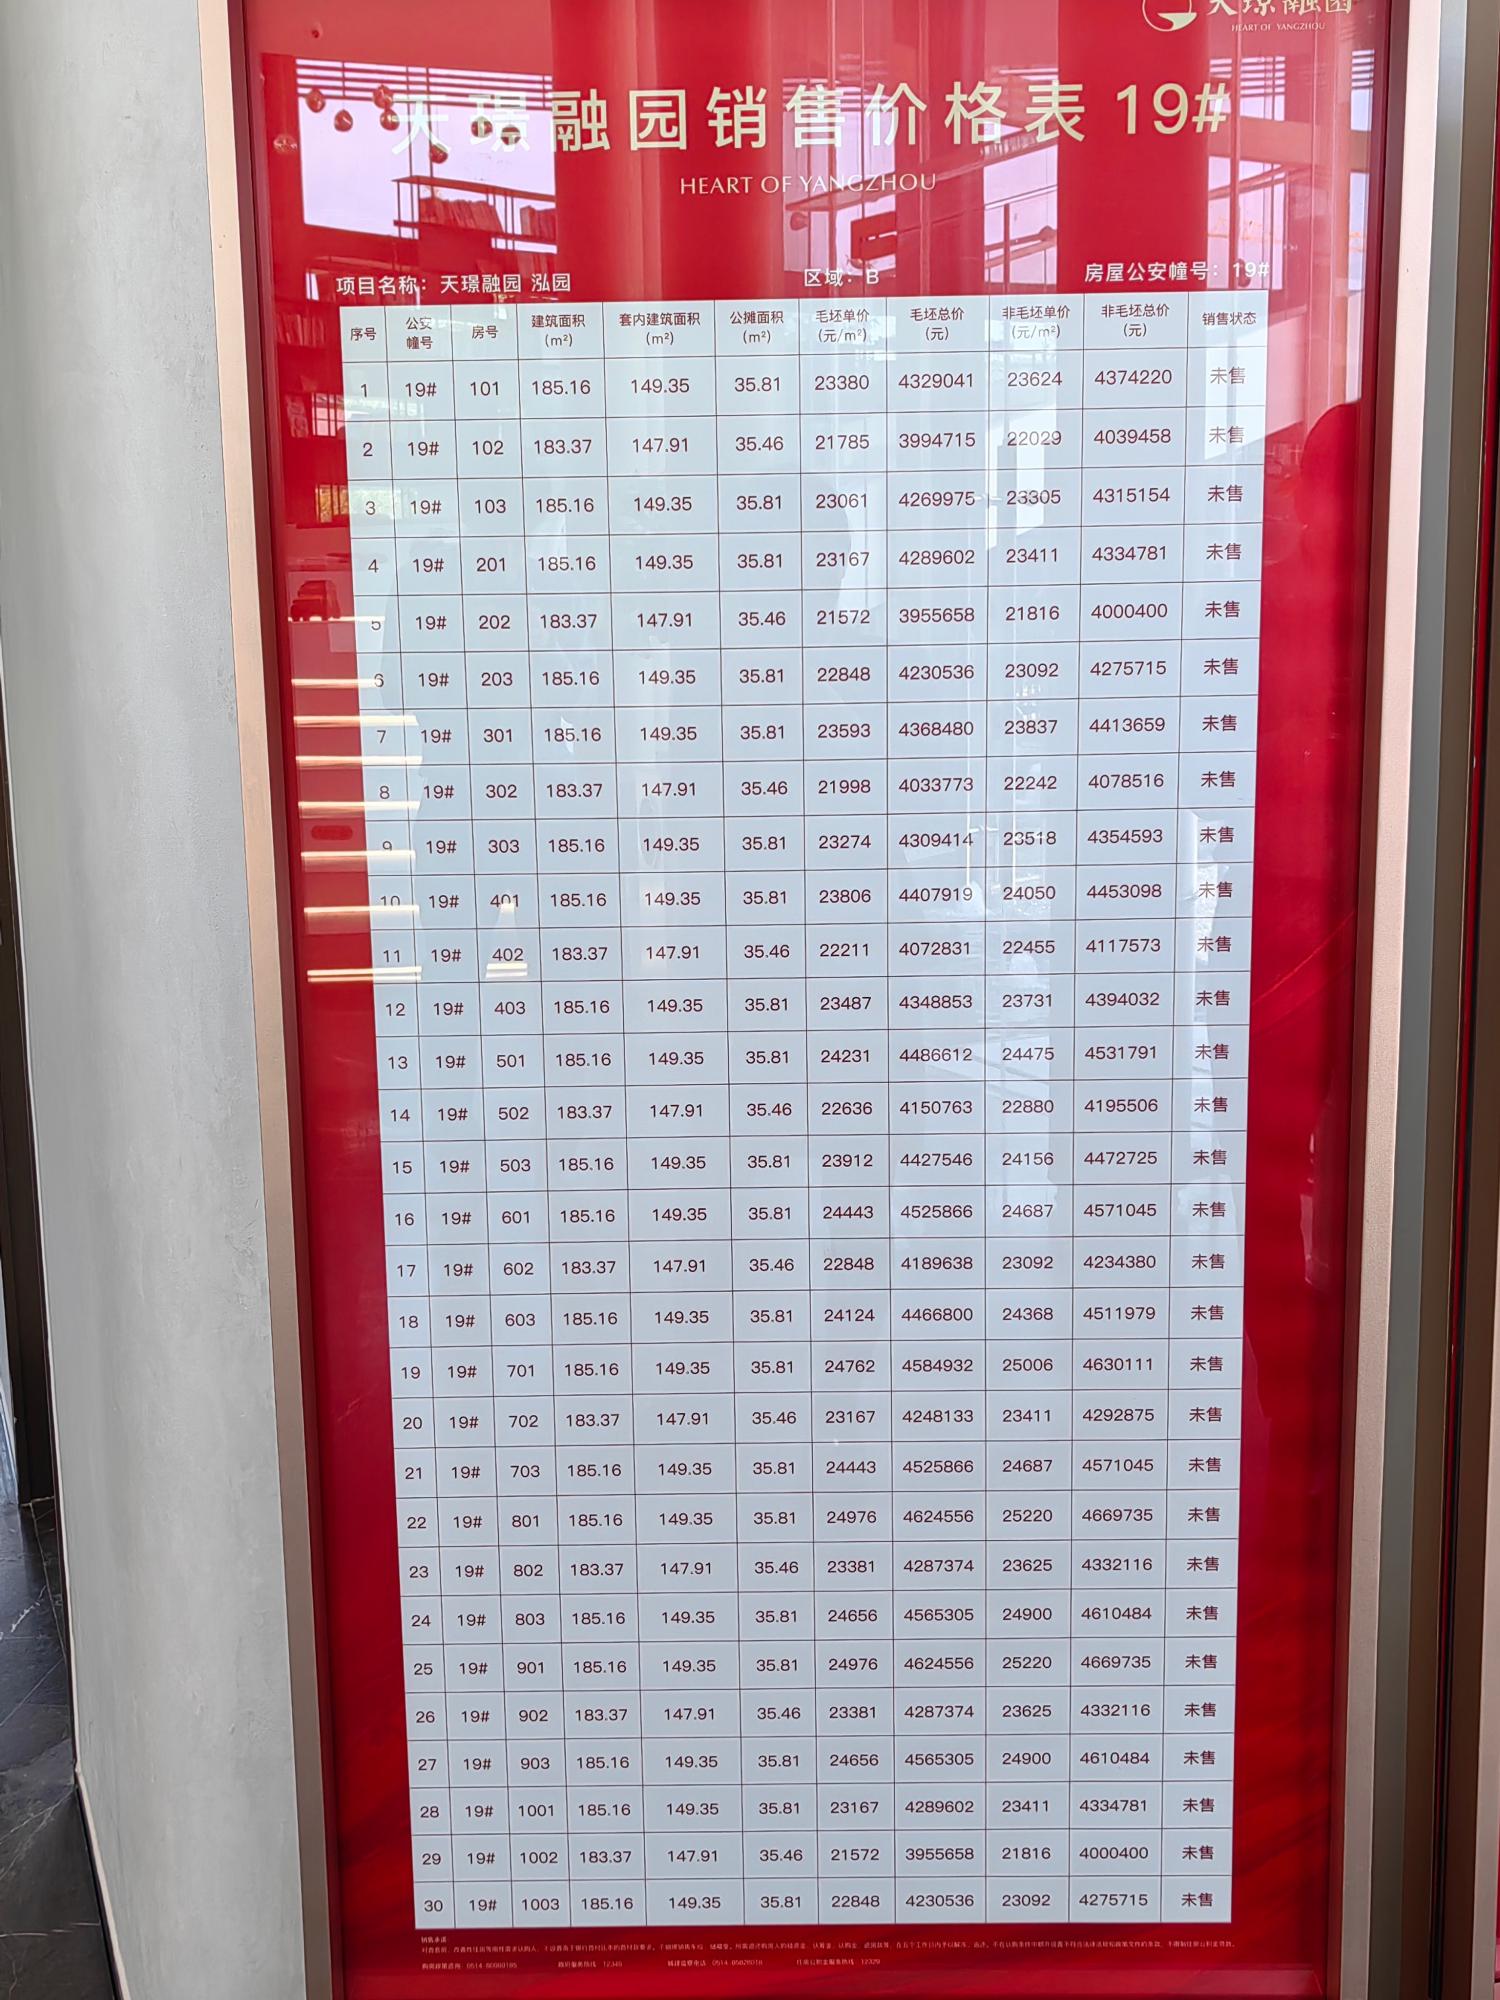 天璟融园
HEART OF YANGZHOU
天璟融园销售价格表 19#
HEART OF YANGZHOU
项目名称：天璟融园 泓园 区域：B 房屋公安幢号：19#
序号 公安幢号 房号 建筑面积(m²) 套内建筑面积(m²) 公摊面积(m²) 毛坯单价(元/m²) 毛坯总价(元) 非毛坯单价(元/m²) 非毛坯总价(元) 销售状态
1 19# 101 185.16 149.35 35.81 23380 4329041 23624 4374220 未售
2 19# 102 183.37 147.91 35.46 21785 3994715 22029 4039458 未售
3 19# 103 185.16 149.35 35.81 23061 4269975 23305 4315154 未售
4 19# 201 185.16 149.35 35.81 23167 4289602 23411 4334781 未售
5 19# 202 183.37 147.91 35.46 21572 3955658 21816 4000400 未售
6 19# 203 185.16 149.35 35.81 22848 4230536 23092 4275715 未售
7 19# 301 185.16 149.35 35.81 23593 4368480 23837 4413659 未售
8 19# 302 183.37 147.91 35.46 21998 4033773 22242 4078516 未售
9 19# 303 185.16 149.35 35.81 23274 4309414 23518 4354593 未售
10 19# 401 185.16 149.35 35.81 23806 4407919 24050 4453098 未售
11 19# 402 183.37 147.91 35.46 22211 4072831 22455 4117573 未售
12 19# 403 185.16 149.35 35.81 23487 4348853 23731 4394032 未售
13 19# 501 185.16 149.35 35.81 24231 4486612 24475 4531791 未售
14 19# 502 183.37 147.91 35.46 22636 4150763 22880 4195506 未售
15 19# 503 185.16 149.35 35.81 23912 4427546 24156 4472725 未售
16 19# 601 185.16 149.35 35.81 24443 4525866 24687 4571045 未售
17 19# 602 183.37 147.91 35.46 22848 4189638 23092 4234380 未售
18 19# 603 185.16 149.35 35.81 24124 4466800 24368 4511979 未售
19 19# 701 185.16 149.35 35.81 24762 4584932 25006 4630111 未售
20 19# 702 183.37 147.91 35.46 23167 4248133 23411 4292875 未售
21 19# 703 185.16 149.35 35.81 24443 4525866 24687 4571045 未售
22 19# 801 185.16 149.35 35.81 24976 4624556 25220 4669735 未售
23 19# 802 183.37 147.91 35.46 23381 4287374 23625 4332116 未售
24 19# 803 185.16 149.35 35.81 24656 4565305 24900 4610484 未售
25 19# 901 185.16 149.35 35.81 24976 4624556 25220 4669735 未售
26 19# 902 183.37 147.91 35.46 23381 4287374 23625 4332116 未售
27 19# 903 185.16 149.35 35.81 24656 4565305 24900 4610484 未售
28 19# 1001 185.16 149.35 35.81 23167 4289602 23411 4334781 未售
29 19# 1002 183.37 147.91 35.46 21572 3955658 21816 4000400 未售
30 19# 1003 185.16 149.35 35.81 22848 4230536 23092 4275715 未售
销售承诺：
政府服务热线：12345 住房公积金服务热线：12329